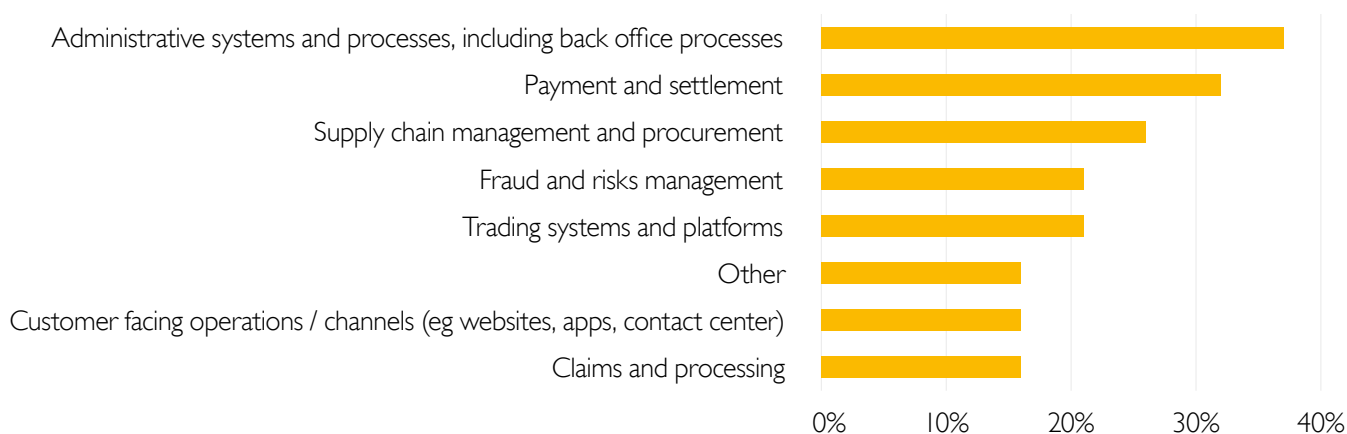 Administrative systems and processes, including back office processes
Payment and settlement
Supply chain management and procurement
Fraud and risks management
Trading systems and platforms
Other
Customer facing operations / channels (eg websites, apps, contact center)
Claims and processing
0% 10% 20% 30% 40%